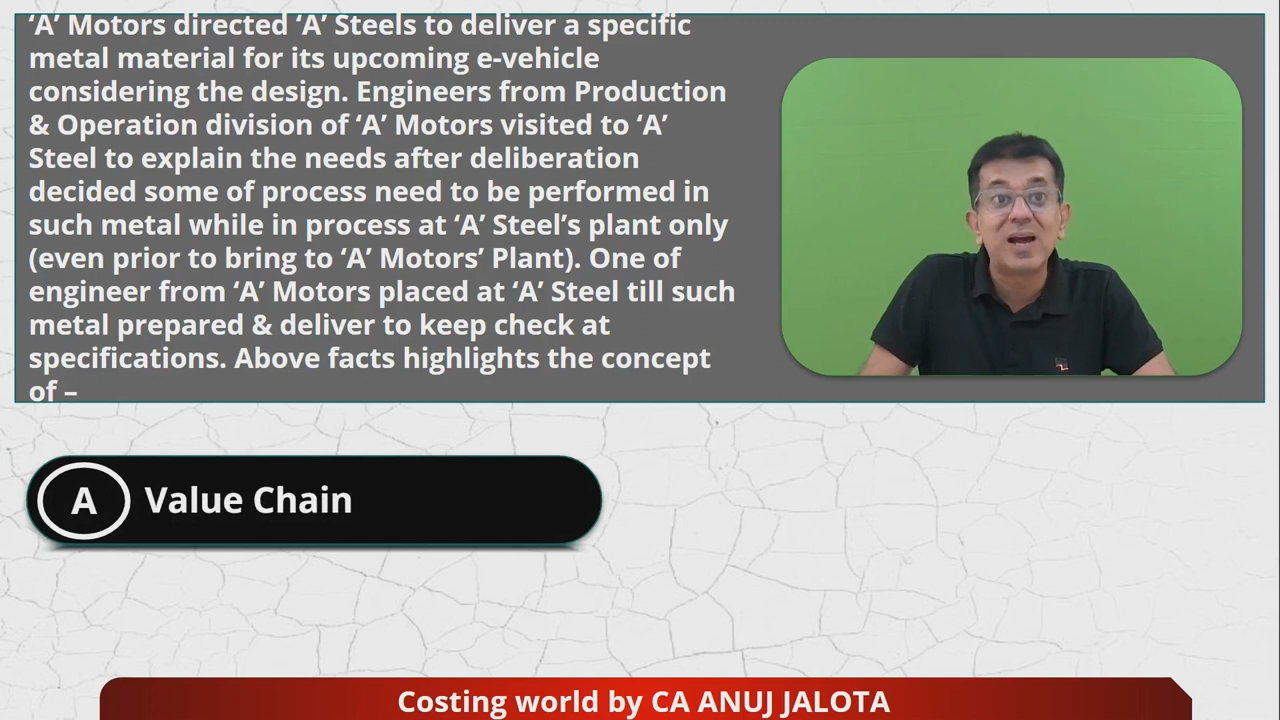 ‘A’ Motors directed ‘A’ Steels to deliver a specific
metal material for its upcoming e-vehicle
considering the design. Engineers from Production
& Operation division of ‘A’ Motors visited to ‘A’
Steel to explain the needs after deliberation
decided some of process need to be performed in
such metal while in process at ‘A’ Steel’s plant only
(even prior to bring to ‘A’ Motors’ Plant). One of
engineer from ‘A’ Motors placed at ‘A’ Steel till such
metal prepared & deliver to keep check at
specifications. Above facts highlights the concept
of –
A Value Chain
Costing world by CA ANUJ JALOTA